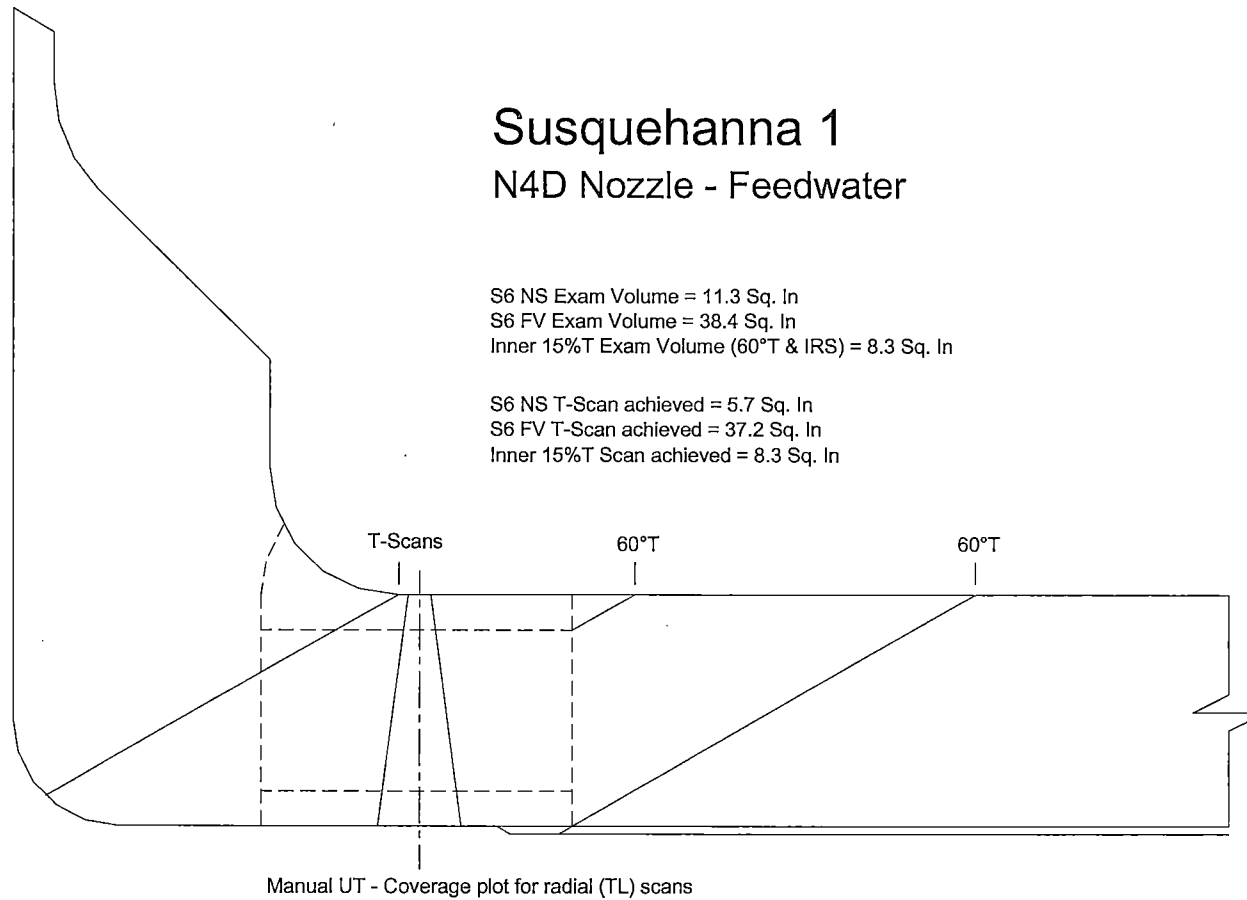 Susquehanna 1
N4D Nozzle - Feedwater
S6 NS Exam Volume = 11.3 Sq. In
S6 FV Exam Volume = 38.4 Sq. In
Inner 15%T Exam Volume (60°T & IRS) = 8.3 Sq. In
S6 NS T-Scan achieved = 5.7 Sq. In
S6 FV T-Scan achieved = 37.2 Sq. In
Inner 15%T Scan achieved = 8.3 Sq. In
T-Scans
60°T
60°T
Manual UT - Coverage plot for radial (TL) scans